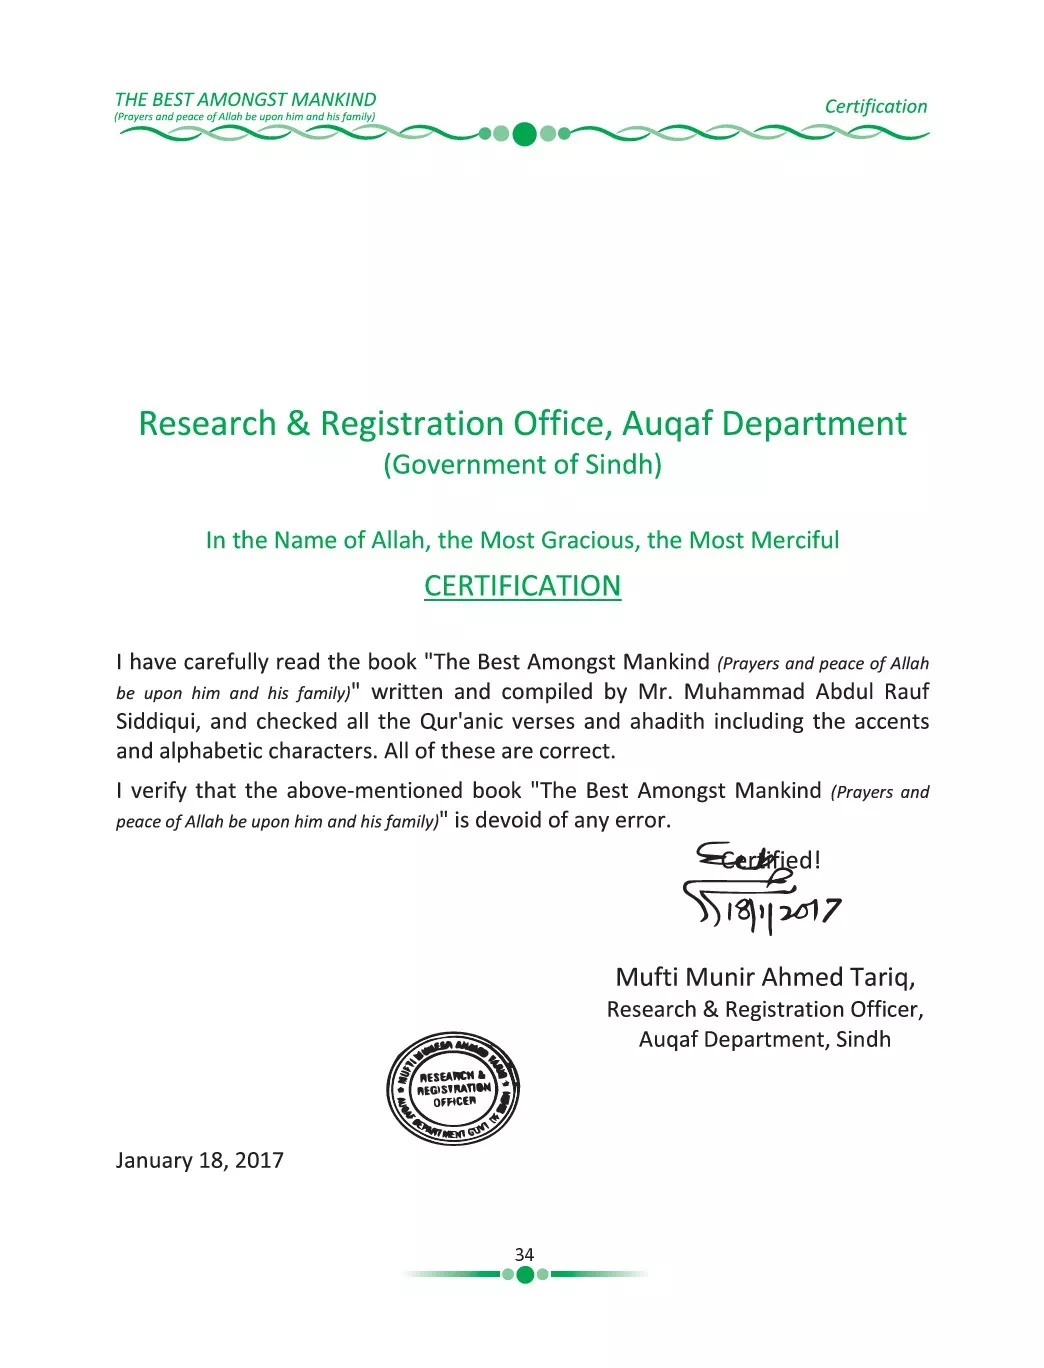 THE BEST AMONGST MANKIND
(Prayers and peace of Allah be upon him and his family)
Certification
Research & Registration Office, Auqaf Department
(Government of Sindh)
In the Name of Allah, the Most Gracious, the Most Merciful
CERTIFICATION
I have carefully read the book "The Best Amongst Mankind (Prayers and peace of Allah
be upon him and his family)" written and compiled by Mr. Muhammad Abdul Rauf
Siddiqui, and checked all the Qur'anic verses and ahadith including the accents
and alphabetic characters. All of these are correct.
I verify that the above-mentioned book "The Best Amongst Mankind (Prayers and
peace of Allah be upon him and his family)" is devoid of any error.
Certified!
18/1/2017
Mufti Munir Ahmed Tariq,
Research & Registration Officer,
Auqaf Department, Sindh
MUFTI MUNEER AHMED TARIQ
RESEARCH &
REGISTRATION
OFFICER
AUQAF DEPARTMENT GOVT OF SINDH
January 18, 2017
34